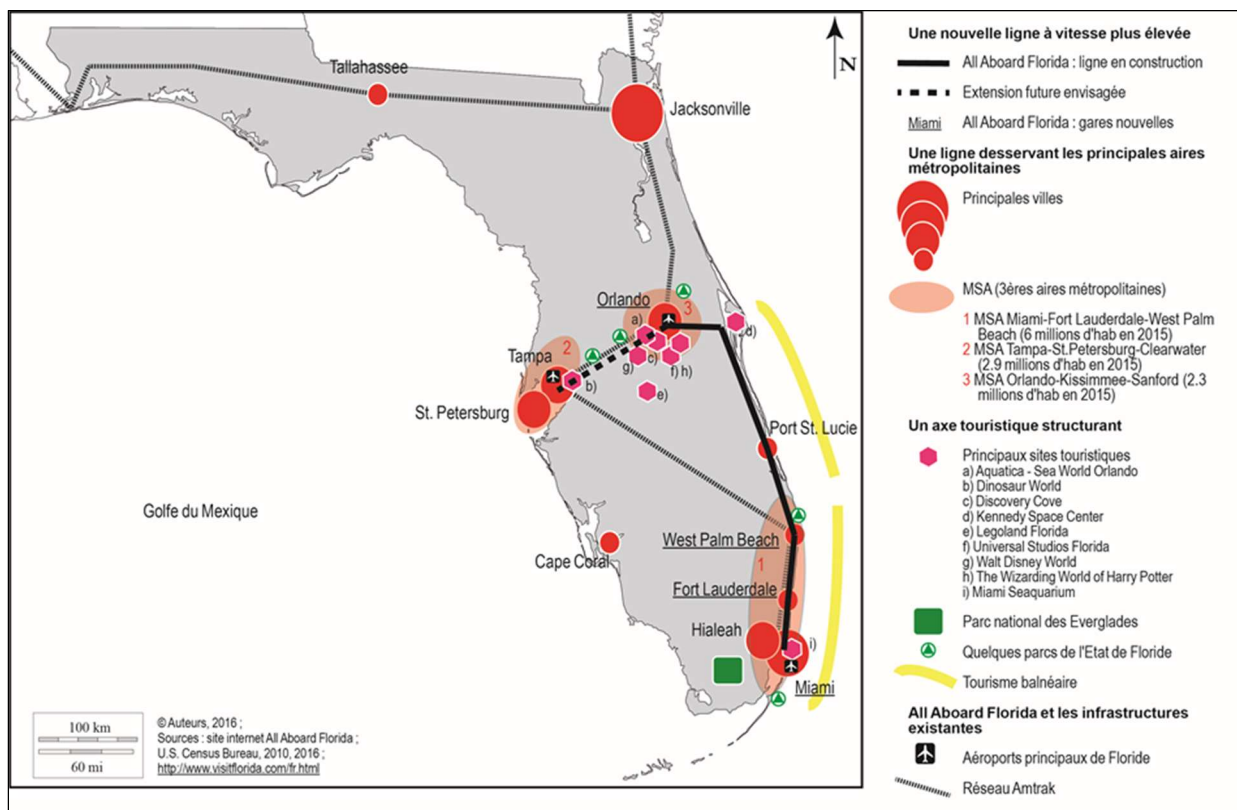 Tallahassee
Jacksonville
N
Orlando
3
a)
d)
Tampa
2
c)
g)
f) h)
b)
e)
St. Petersburg
Port St. Lucie
Golfe du Mexique
West Palm Beach
Cape Coral
1
Fort Lauderdale
Hialeah
i)
Miami
100 km
60 mi
© Auteurs, 2016 ;
Sources : site internet All Aboard Florida ;
U.S. Census Bureau, 2010, 2016 ;
http://www.visitflorida.com/fr.html
Une nouvelle ligne à vitesse plus élevée
All Aboard Florida : ligne en construction
Extension future envisagée
Miami All Aboard Florida : gares nouvelles
Une ligne desservant les principales aires
métropolitaines
Principales villes
MSA (3ères aires métropolitaines)
1 MSA Miami-Fort Lauderdale-West Palm
Beach (6 millions d'hab en 2015)
2 MSA Tampa-St.Petersburg-Clearwater
(2.9 millions d'hab en 2015)
3 MSA Orlando-Kissimmee-Sanford (2.3
millions d'hab en 2015)
Un axe touristique structurant
Principaux sites touristiques
a) Aquatica - Sea World Orlando
b) Dinosaur World
c) Discovery Cove
d) Kennedy Space Center
e) Legoland Florida
f) Universal Studios Florida
g) Walt Disney World
h) The Wizarding World of Harry Potter
i) Miami Seaquarium
Parc national des Everglades
Quelques parcs de l'Etat de Floride
Tourisme balnéaire
All Aboard Florida et les infrastructures
existantes
Aéroports principaux de Floride
Réseau Amtrak